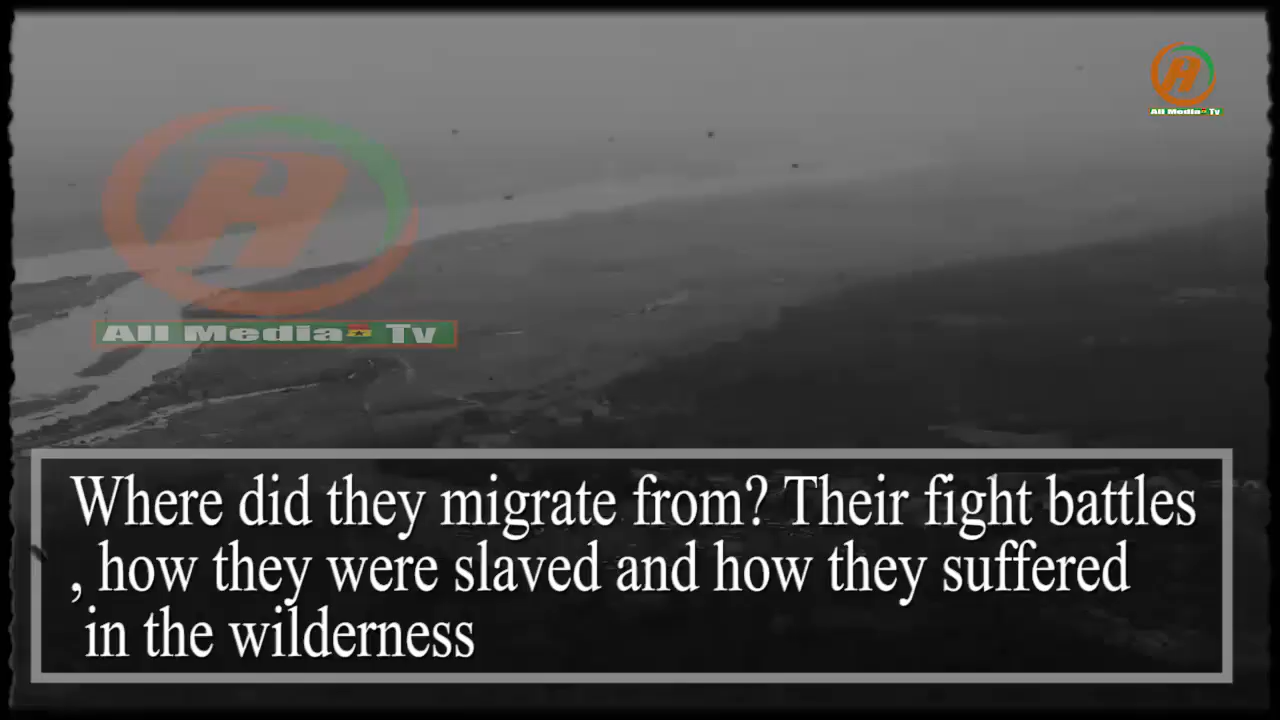 All Media Tv
All Media Tv
Where did they migrate from? Their fight battles
, how they were slaved and how they suffered
in the wilderness